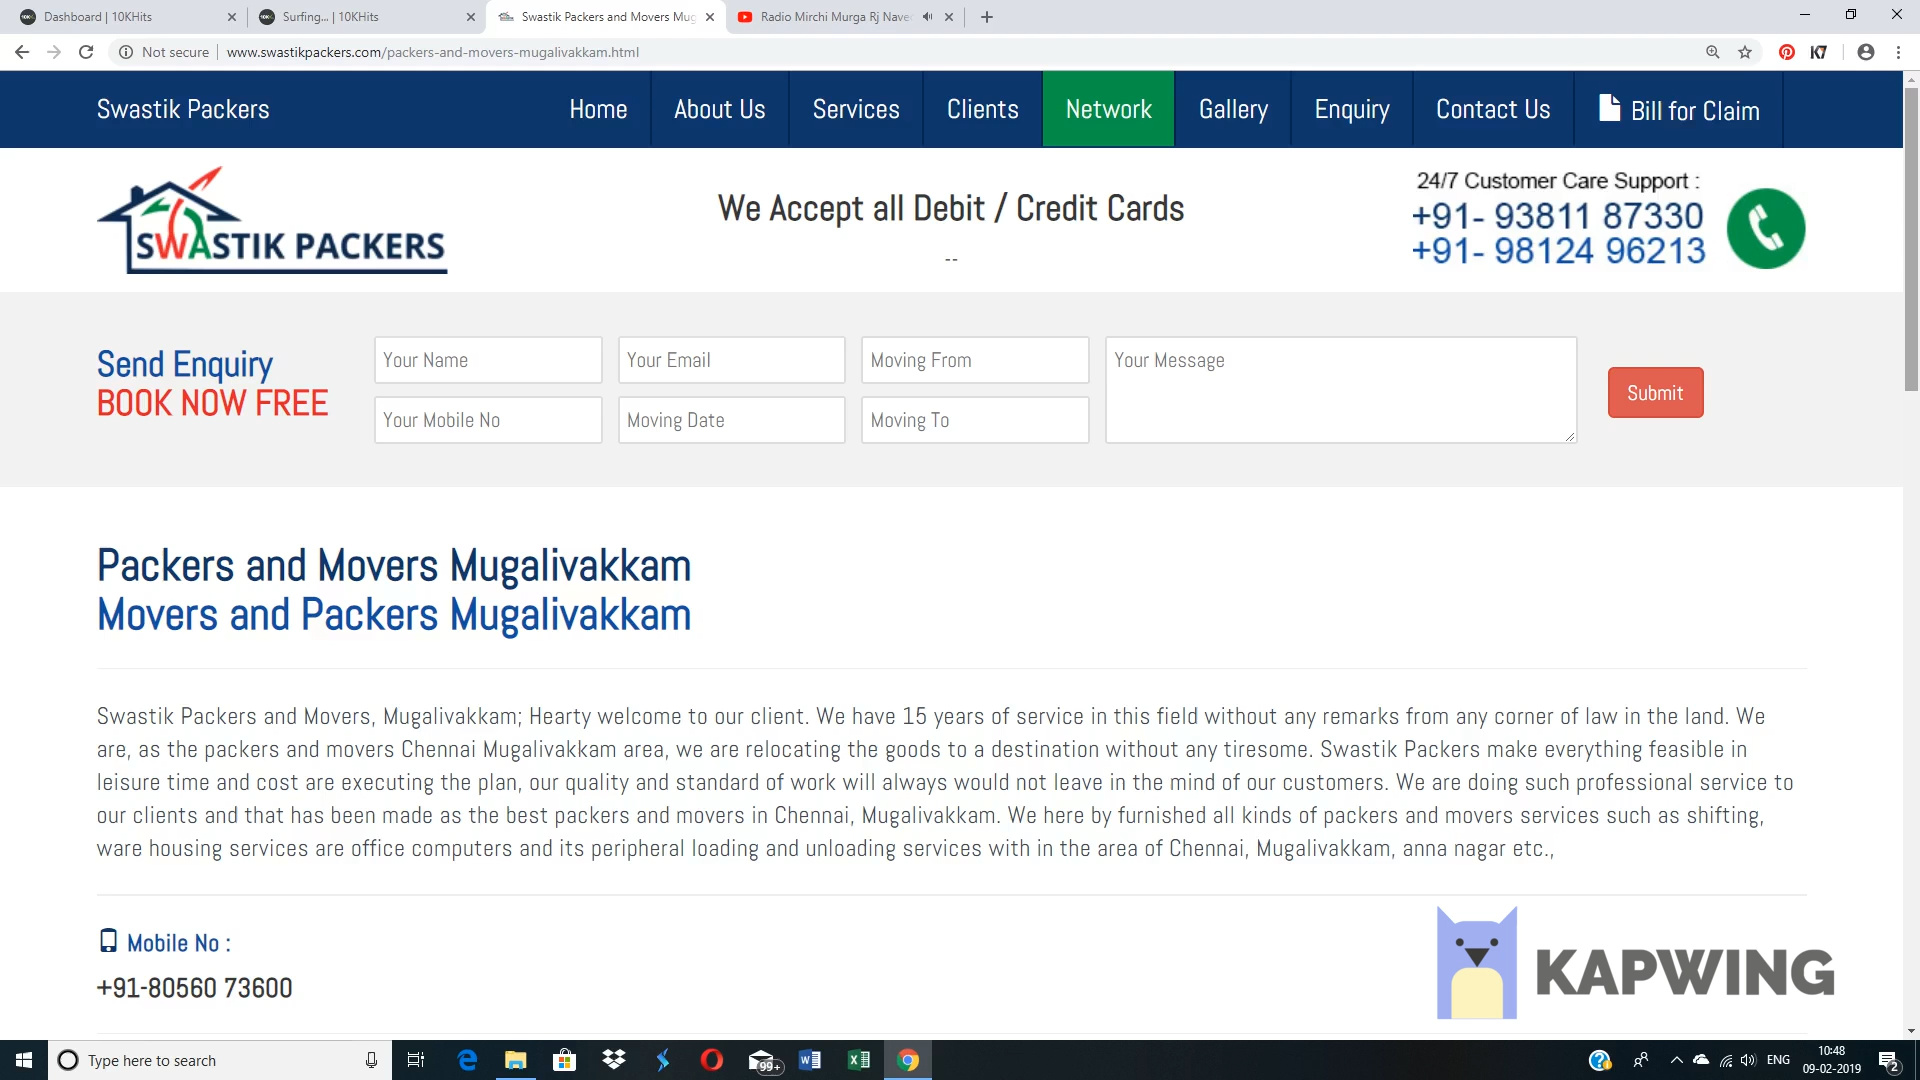 Dashboard | 10KHits
Surfing... | 10KHits
Swastik Packers and Movers Mug
Radio Mirchi Murga Rj Nave
Not secure
www.swastikpackers.com/packers-and-movers-mugalivakkam.html
Swastik Packers
Home
About Us
Services
Clients
Network
Gallery
Enquiry
Contact Us
Bill for Claim
SWASTIK PACKERS
We Accept all Debit / Credit Cards
--
24/7 Customer Care Support :
+91- 93811 87330
+91- 98124 96213
Send Enquiry
BOOK NOW FREE
Your Name
Your Email
Moving From
Your Message
Your Mobile No
Moving Date
Moving To
Submit
Packers and Movers Mugalivakkam
Movers and Packers Mugalivakkam
Swastik Packers and Movers, Mugalivakkam; Hearty welcome to our client. We have 15 years of service in this field without any remarks from any corner of law in the land. We
are, as the packers and movers Chennai Mugalivakkam area, we are relocating the goods to a destination without any tiresome. Swastik Packers make everything feasible in
leisure time and cost are executing the plan, our quality and standard of work will always would not leave in the mind of our customers. We are doing such professional service to
our clients and that has been made as the best packers and movers in Chennai, Mugalivakkam. We here by furnished all kinds of packers and movers services such as shifting,
ware housing services are office computers and its peripheral loading and unloading services with in the area of Chennai, Mugalivakkam, anna nagar etc.,
Mobile No :
+91-80560 73600
KAPWING
Type here to search
99+
ENG
10:48
09-02-2019
2